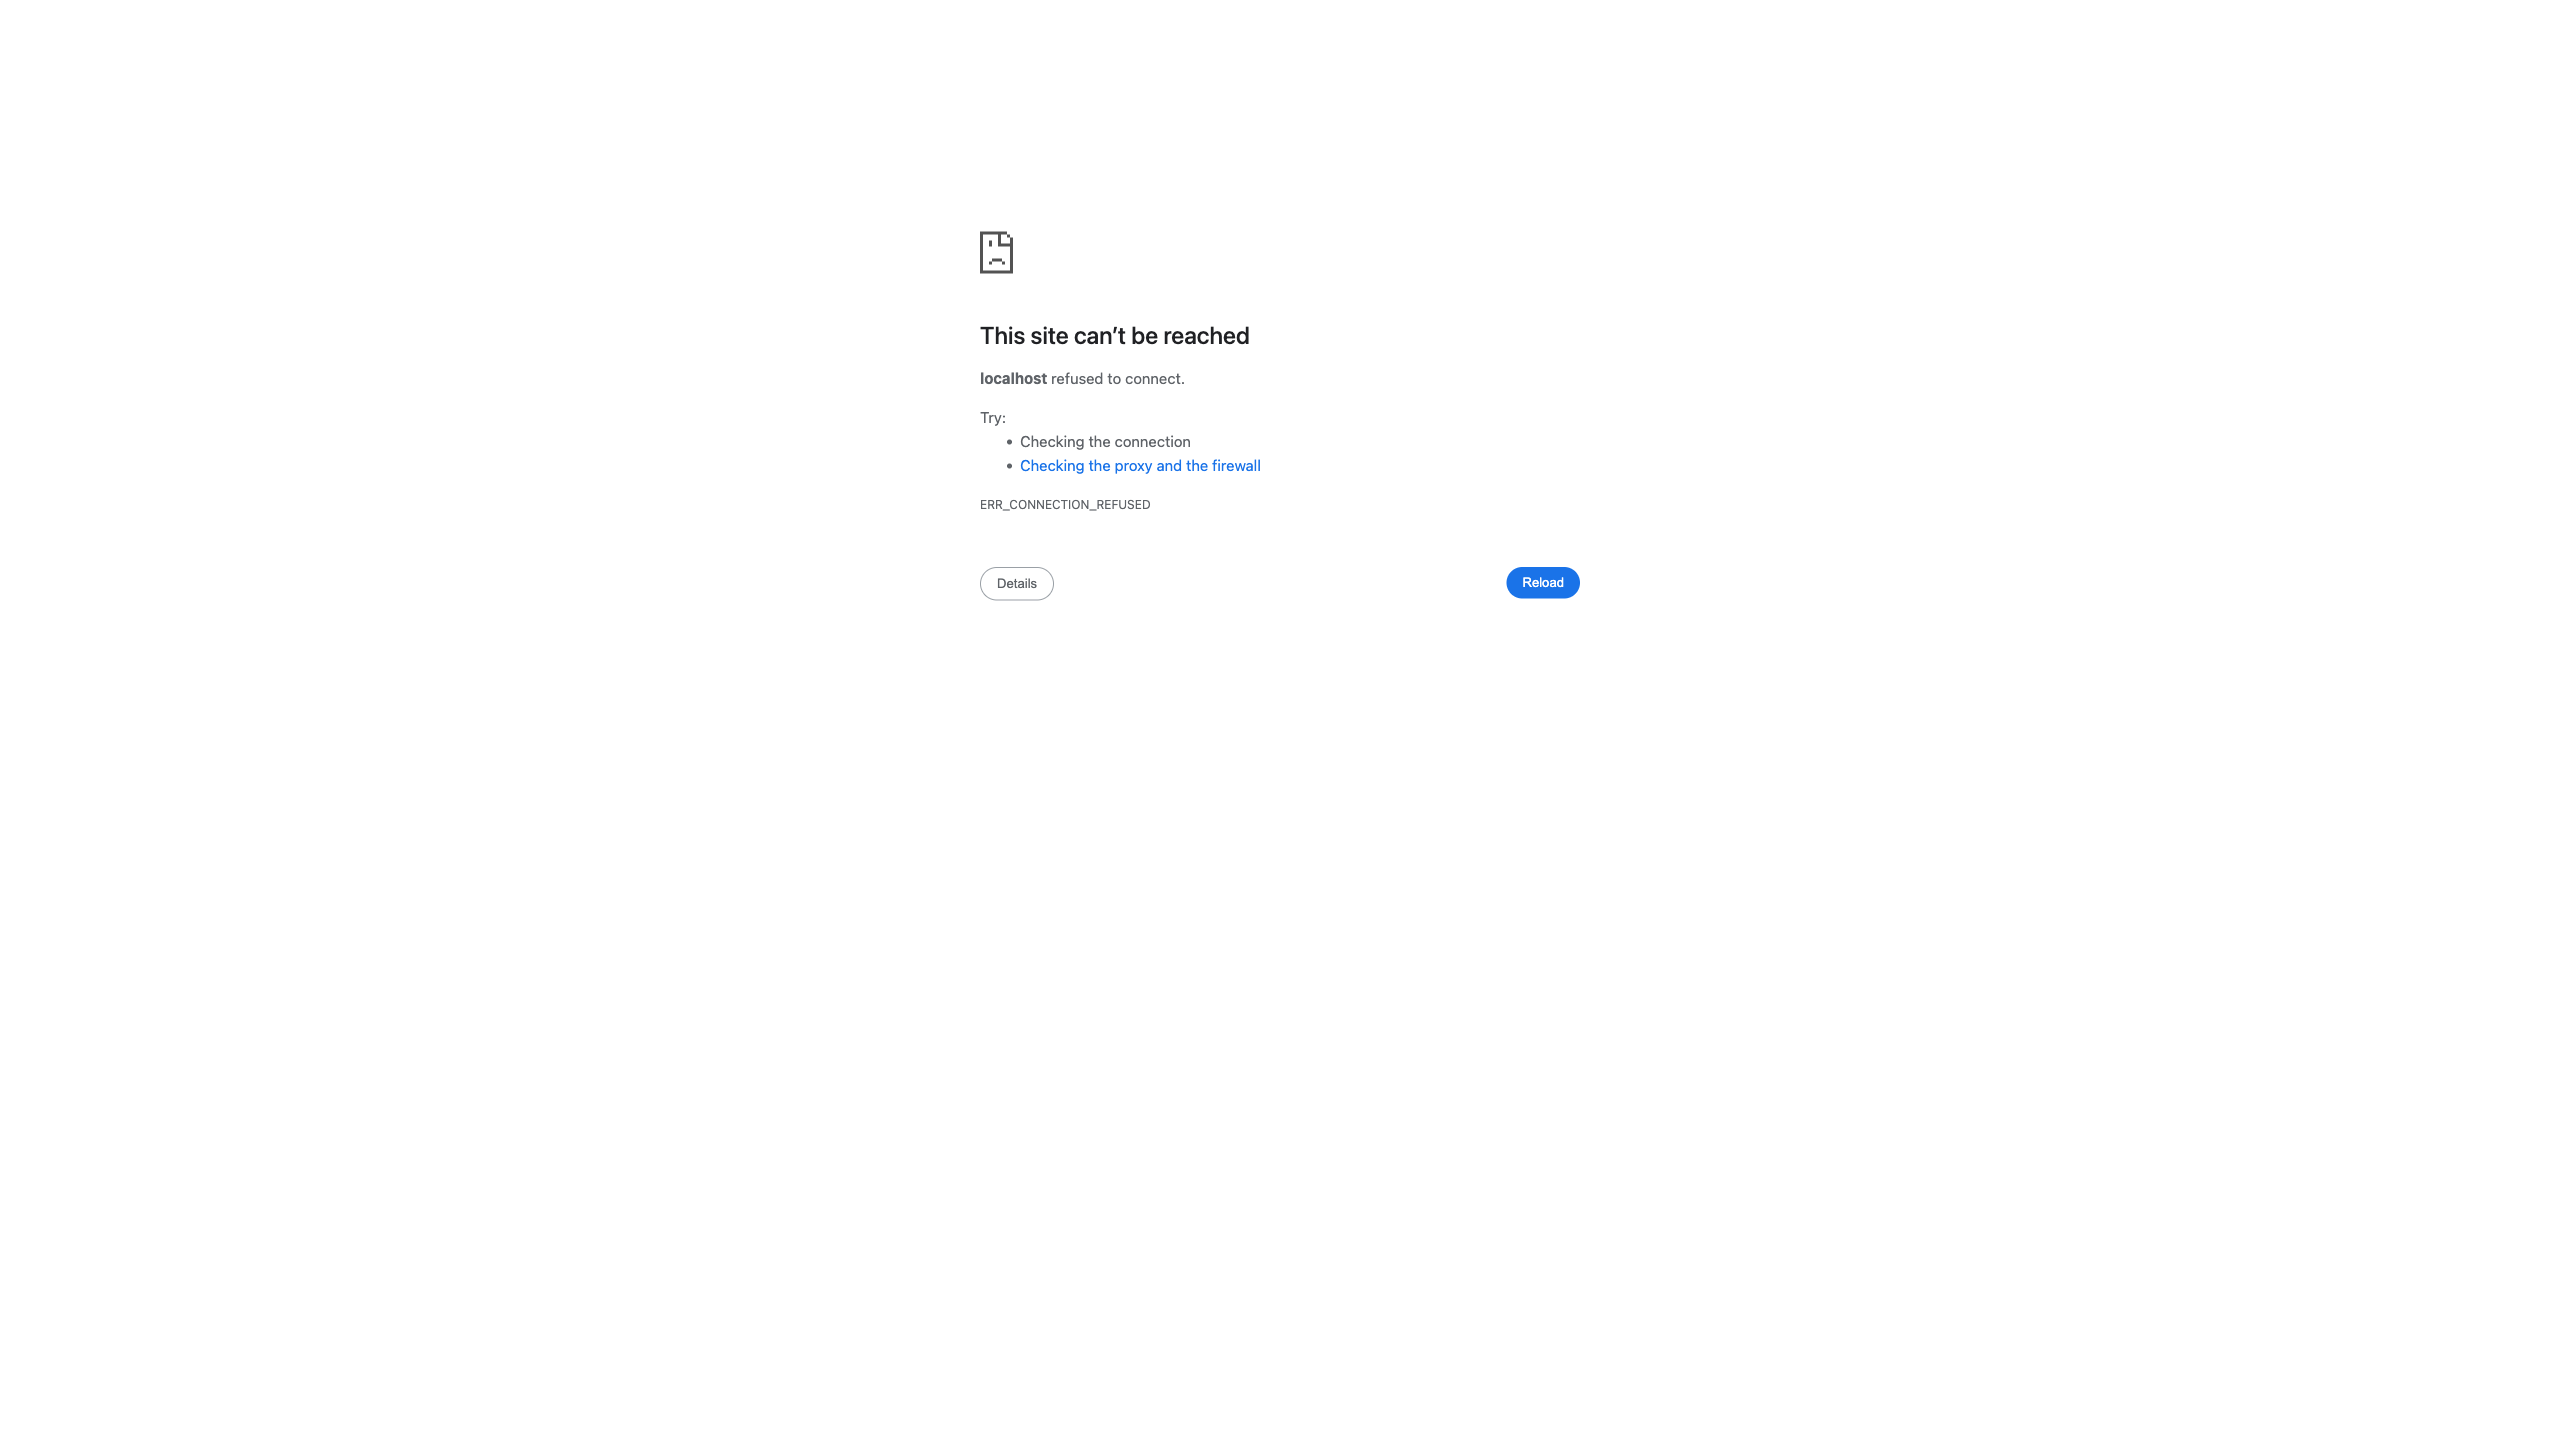 This site can’t be reached
localhost refused to connect.
Try:
• Checking the connection
• Checking the proxy and the firewall
ERR_CONNECTION_REFUSED
Details
Reload